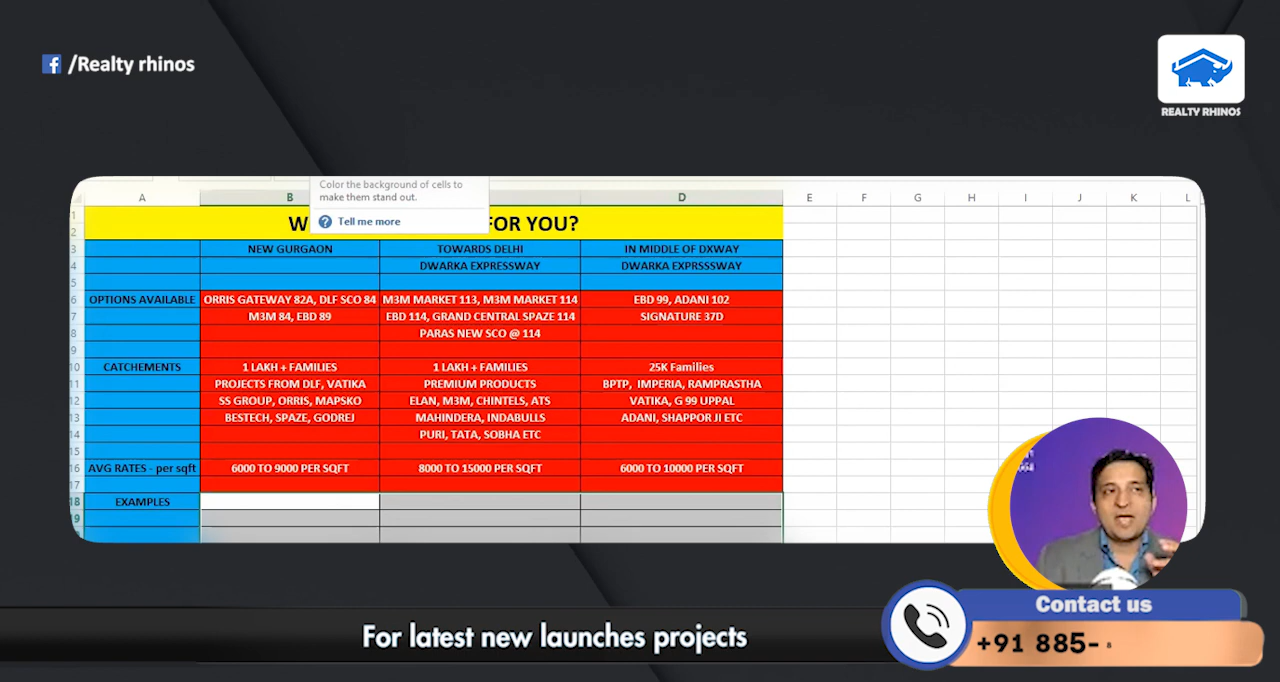 /Realty rhinos
REALTY RHINOS
Color the background of cells to
make them stand out.
Tell me more
A B D E F G H I J K L
1 W FOR YOU?
2
3 NEW GURGAON TOWARDS DELHI IN MIDDLE OF DXWAY
4 DWARKA EXPRESSWAY DWARKA EXPRSSSWAY
5
6 OPTIONS AVAILABLE ORRIS GATEWAY 82A, DLF SCO 84 M3M MARKET 113, M3M MARKET 114 EBD 99, ADANI 102
7 M3M 84, EBD 89 EBD 114, GRAND CENTRAL SPAZE 114 SIGNATURE 37D
8 PARAS NEW SCO @ 114
9
10 CATCHEMENTS 1 LAKH + FAMILIES 1 LAKH + FAMILIES 25K Families
11 PROJECTS FROM DLF, VATIKA PREMIUM PRODUCTS BPTP, IMPERIA, RAMPRASTHA
12 SS GROUP, ORRIS, MAPSKO ELAN, M3M, CHINTELS, ATS VATIKA, G 99 UPPAL
13 BESTECH, SPAZE, GODREJ MAHINDERA, INDABULLS ADANI, SHAPPOR JI ETC
14 PURI, TATA, SOBHA ETC
15
16 AVG RATES - per sqft 6000 TO 9000 PER SQFT 8000 TO 15000 PER SQFT 6000 TO 10000 PER SQFT
17
18 EXAMPLES
19
For latest new launches projects
Contact us
+91 885-